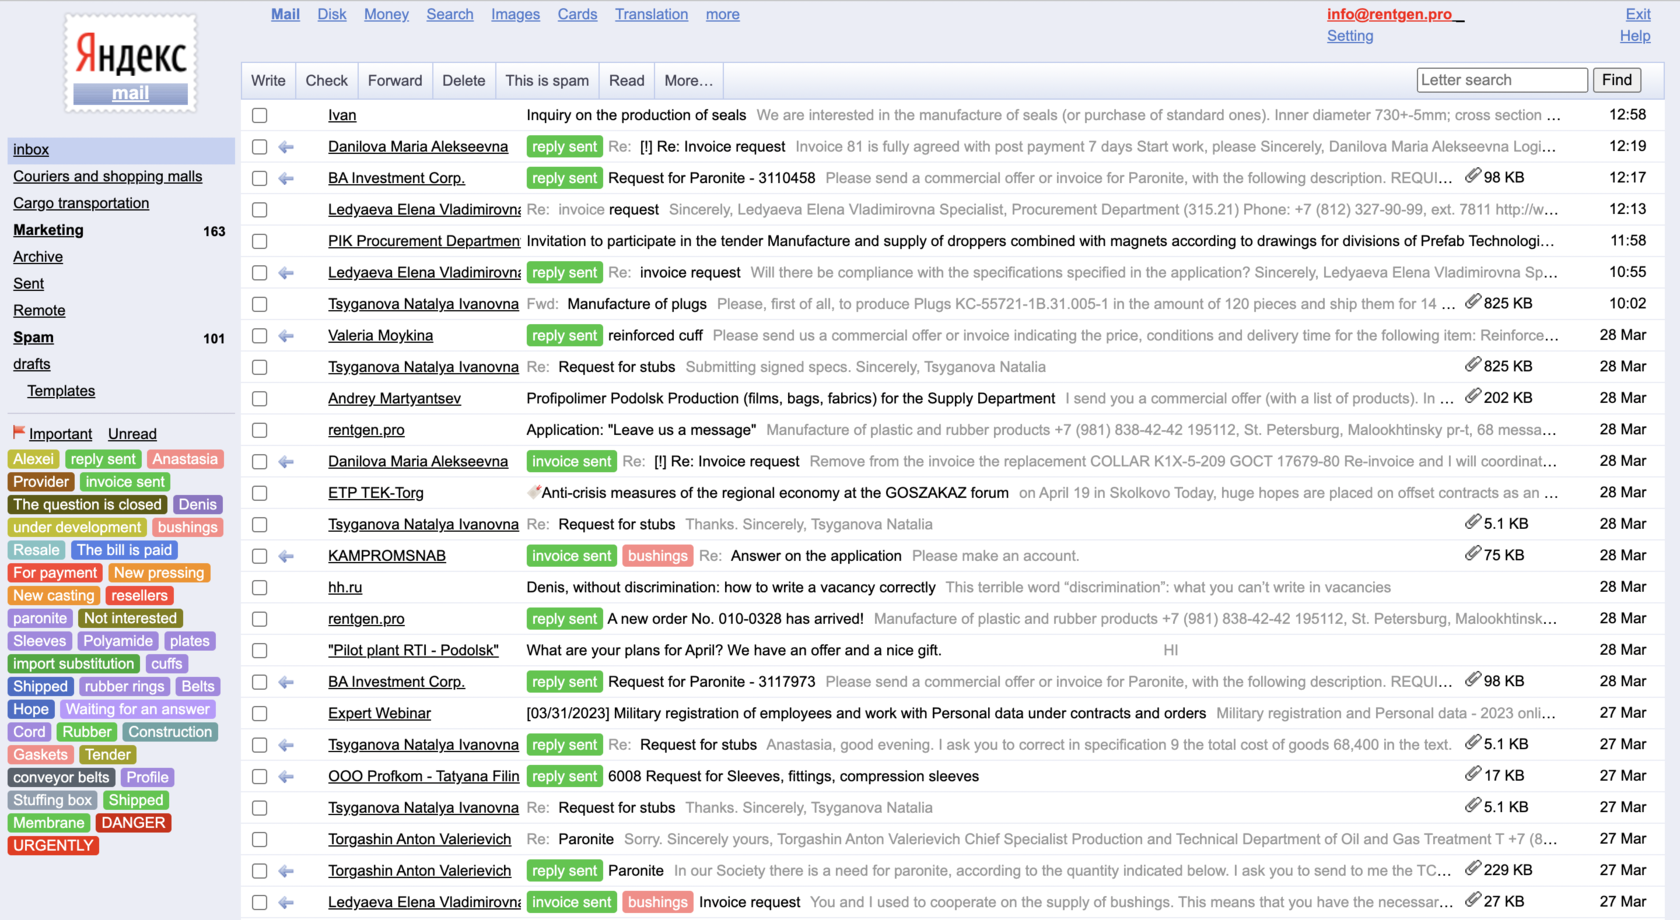 Яндекс
mail
Mail Disk Money Search Images Cards Translation more
info@rentgen.pro Exit
Setting Help
Write Check Forward Delete This is spam Read More... Letter search Find
inbox
Couriers and shopping malls
Cargo transportation
Marketing 163
Archive
Sent
Remote
Spam 101
drafts
Templates
Important Unread
Alexei reply sent Anastasia
Provider invoice sent
The question is closed Denis
under development bushings
Resale The bill is paid
For payment New pressing
New casting resellers
paronite Not interested
Sleeves Polyamide plates
import substitution cuffs
Shipped rubber rings Belts
Hope Waiting for an answer
Cord Rubber Construction
Gaskets Tender
conveyor belts Profile
Stuffing box Shipped
Membrane DANGER
URGENTLY
Ivan Inquiry on the production of seals We are interested in the manufacture of seals (or purchase of standard ones). Inner diameter 730+-5mm; cross section ... 12:58
Danilova Maria Alekseevna reply sent Re: [!] Re: Invoice request Invoice 81 is fully agreed with post payment 7 days Start work, please Sincerely, Danilova Maria Alekseevna Logi... 12:19
BA Investment Corp. reply sent Request for Paronite - 3110458 Please send a commercial offer or invoice for Paronite, with the following description. REQUI... 98 KB 12:17
Ledyaeva Elena Vladimirovna Re: invoice request Sincerely, Ledyaeva Elena Vladimirovna Specialist, Procurement Department (315.21) Phone: +7 (812) 327-90-99, ext. 7811 http://w... 12:13
PIK Procurement Departmen Invitation to participate in the tender Manufacture and supply of droppers combined with magnets according to drawings for divisions of Prefab Technologi... 11:58
Ledyaeva Elena Vladimirovna reply sent Re: invoice request Will there be compliance with the specifications specified in the application? Sincerely, Ledyaeva Elena Vladimirovna Sp... 10:55
Tsyganova Natalya Ivanovna Fwd: Manufacture of plugs Please, first of all, to produce Plugs KC-55721-1B.31.005-1 in the amount of 120 pieces and ship them for 14 ... 825 KB 10:02
Valeria Moykina reply sent reinforced cuff Please send us a commercial offer or invoice indicating the price, conditions and delivery time for the following item: Reinforce... 28 Mar
Tsyganova Natalya Ivanovna Re: Request for stubs Submitting signed specs. Sincerely, Tsyganova Natalia 825 KB 28 Mar
Andrey Martyantsev Profipolimer Podolsk Production (films, bags, fabrics) for the Supply Department I send you a commercial offer (with a list of products). In ... 202 KB 28 Mar
rentgen.pro Application: "Leave us a message" Manufacture of plastic and rubber products +7 (981) 838-42-42 195112, St. Petersburg, Malookhtinsky pr-t, 68 messa... 28 Mar
Danilova Maria Alekseevna invoice sent Re: [!] Re: Invoice request Remove from the invoice the replacement COLLAR K1X-5-209 GOCT 17679-80 Re-invoice and I will coordinat... 28 Mar
ETP TEK-Torg Anti-crisis measures of the regional economy at the GOSZAKAZ forum on April 19 in Skolkovo Today, huge hopes are placed on offset contracts as an ... 28 Mar
Tsyganova Natalya Ivanovna Re: Request for stubs Thanks. Sincerely, Tsyganova Natalia 5.1 KB 28 Mar
KAMPROMSNAB invoice sent bushings Re: Answer on the application Please make an account. 75 KB 28 Mar
hh.ru Denis, without discrimination: how to write a vacancy correctly This terrible word “discrimination”: what you can’t write in vacancies 28 Mar
rentgen.pro reply sent A new order No. 010-0328 has arrived! Manufacture of plastic and rubber products +7 (981) 838-42-42 195112, St. Petersburg, Malookhtinsk... 28 Mar
"Pilot plant RTI - Podolsk" What are your plans for April? We have an offer and a nice gift. HI 28 Mar
BA Investment Corp. reply sent Request for Paronite - 3117973 Please send a commercial offer or invoice for Paronite, with the following description. REQUI... 98 KB 28 Mar
Expert Webinar [03/31/2023] Military registration of employees and work with Personal data under contracts and orders Military registration and Personal data - 2023 onli... 27 Mar
Tsyganova Natalya Ivanovna reply sent Re: Request for stubs Anastasia, good evening. I ask you to correct in specification 9 the total cost of goods 68,400 in the text. 5.1 KB 27 Mar
OOO Profkom - Tatyana Filin reply sent 6008 Request for Sleeves, fittings, compression sleeves 17 KB 27 Mar
Tsyganova Natalya Ivanovna Re: Request for stubs Thanks. Sincerely, Tsyganova Natalia 5.1 KB 27 Mar
Torgashin Anton Valerievich Re: Paronite Sorry. Sincerely yours, Torgashin Anton Valerievich Chief Specialist Production and Technical Department of Oil and Gas Treatment T +7 (8... 27 Mar
Torgashin Anton Valerievich reply sent Paronite In our Society there is a need for paronite, according to the quantity indicated below. I ask you to send to me the TC... 229 KB 27 Mar
Ledyaeva Elena Vladimirovna invoice sent bushings Invoice request You and I used to cooperate on the supply of bushings. This means that you have the necessar... 27 KB 27 Mar